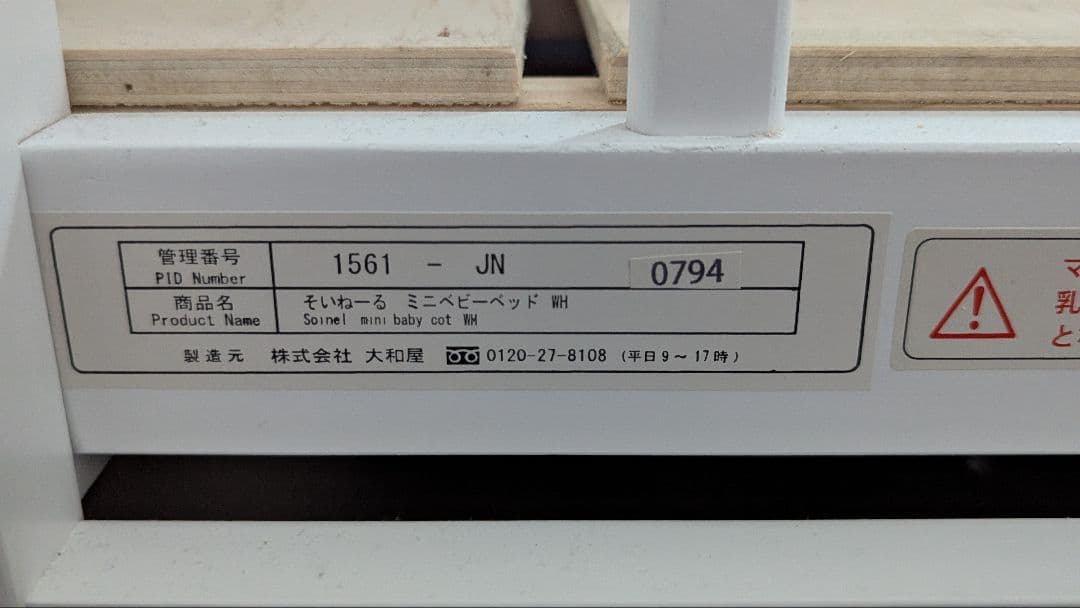 管理番号 1561 - JN 0794
PID Number
商品名 そいねーる ミニベビーベッド WH
Product Name Soinel mini baby cot WH
製造元 株式会社 大和屋 0120-27-8108 (平日9～17時)
マ
乳
と